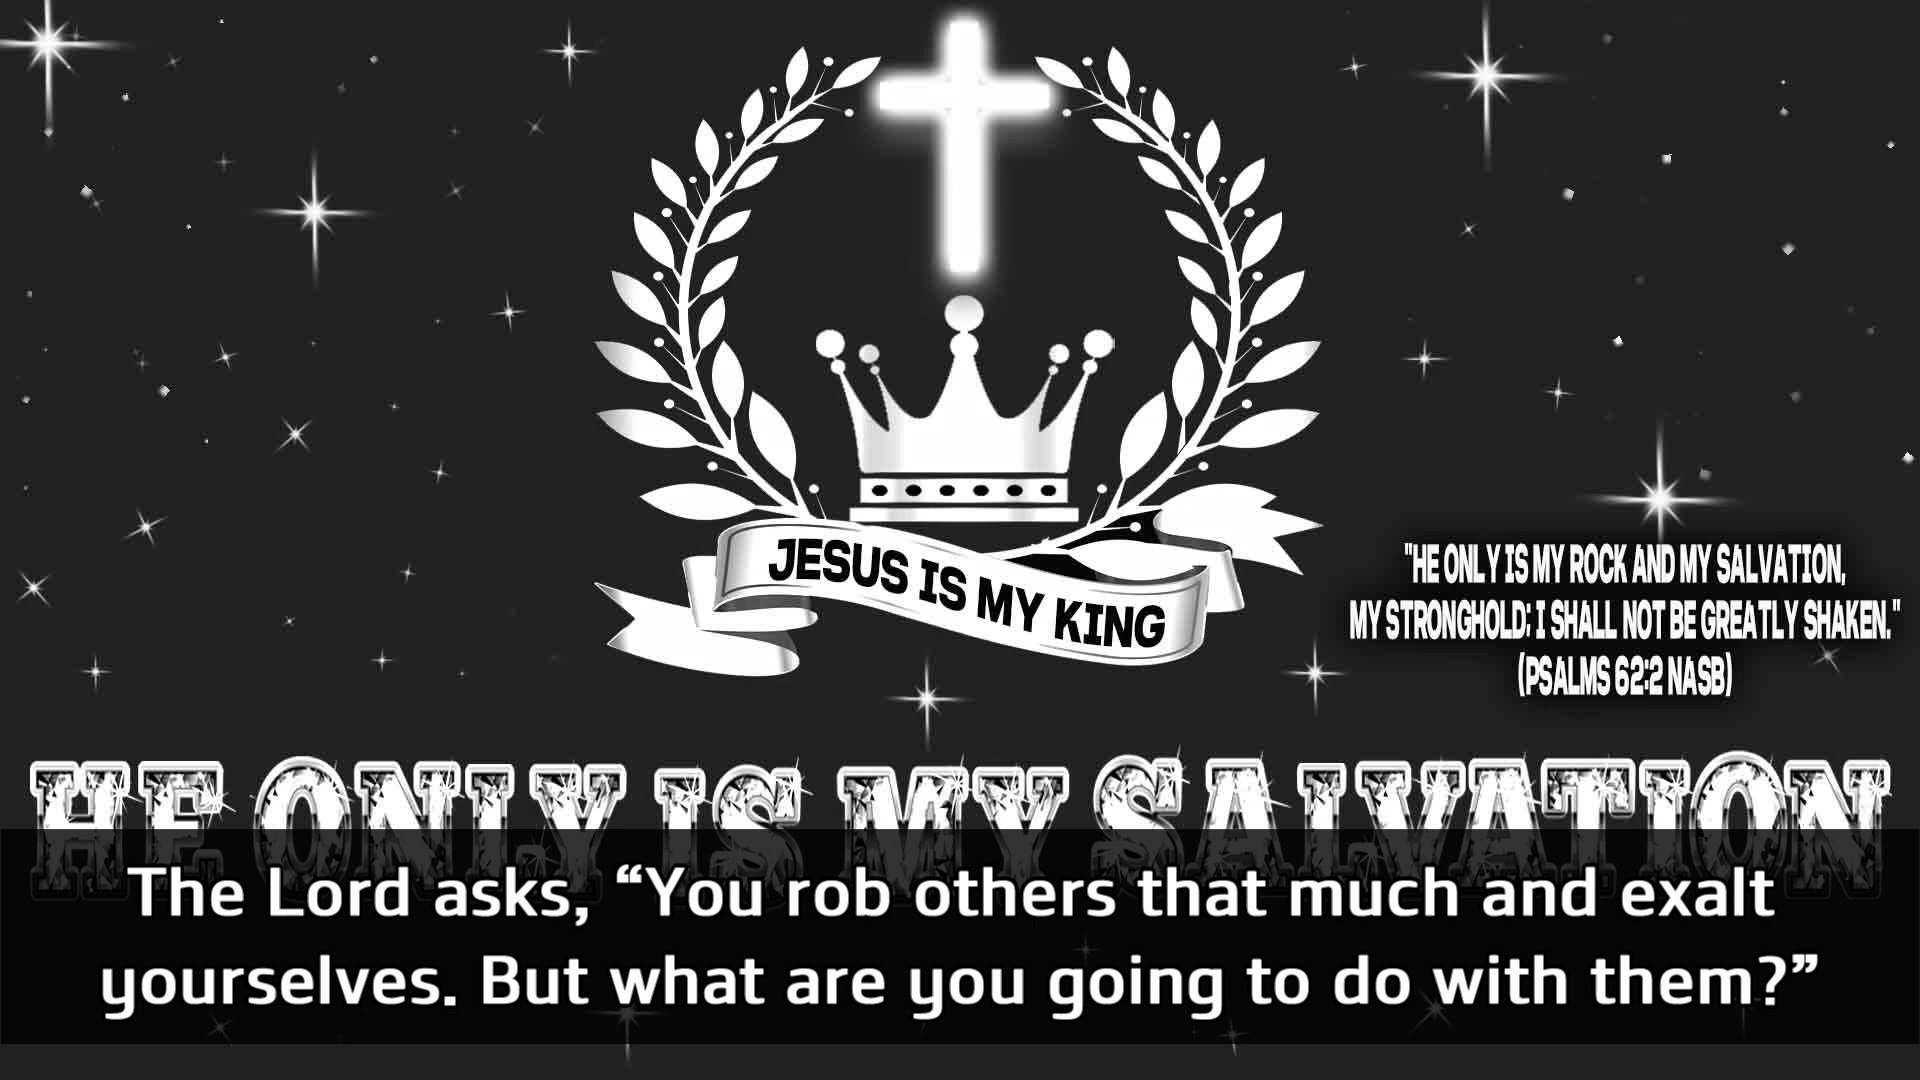 JESUS IS MY KING
"HE ONLY IS MY ROCK AND MY SALVATION,
MY STRONGHOLD; I SHALL NOT BE GREATLY SHAKEN."
(PSALMS 62:2 NASB)
HE ONLY IS MY SALVATION
The Lord asks, “You rob others that much and exalt
yourselves. But what are you going to do with them?”